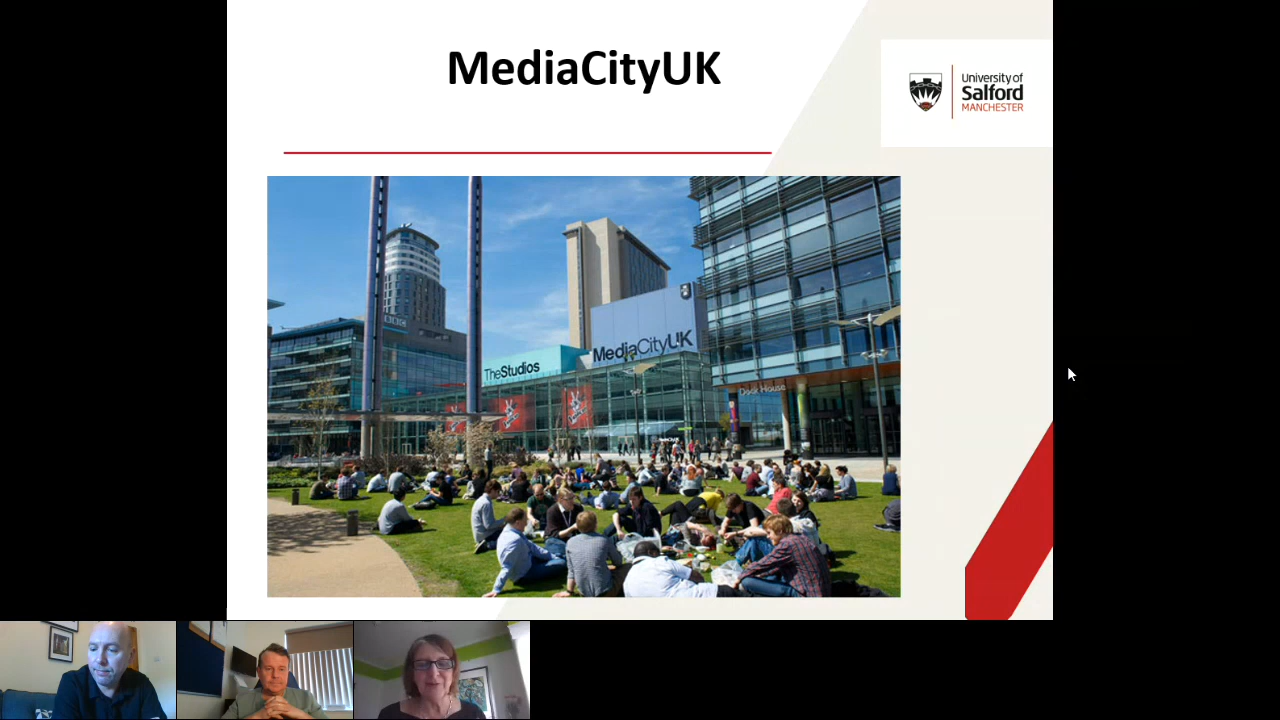 MediaCityUK
University of
Salford
MANCHESTER
BBC
TheStudios
MediaCityUK
Dock House